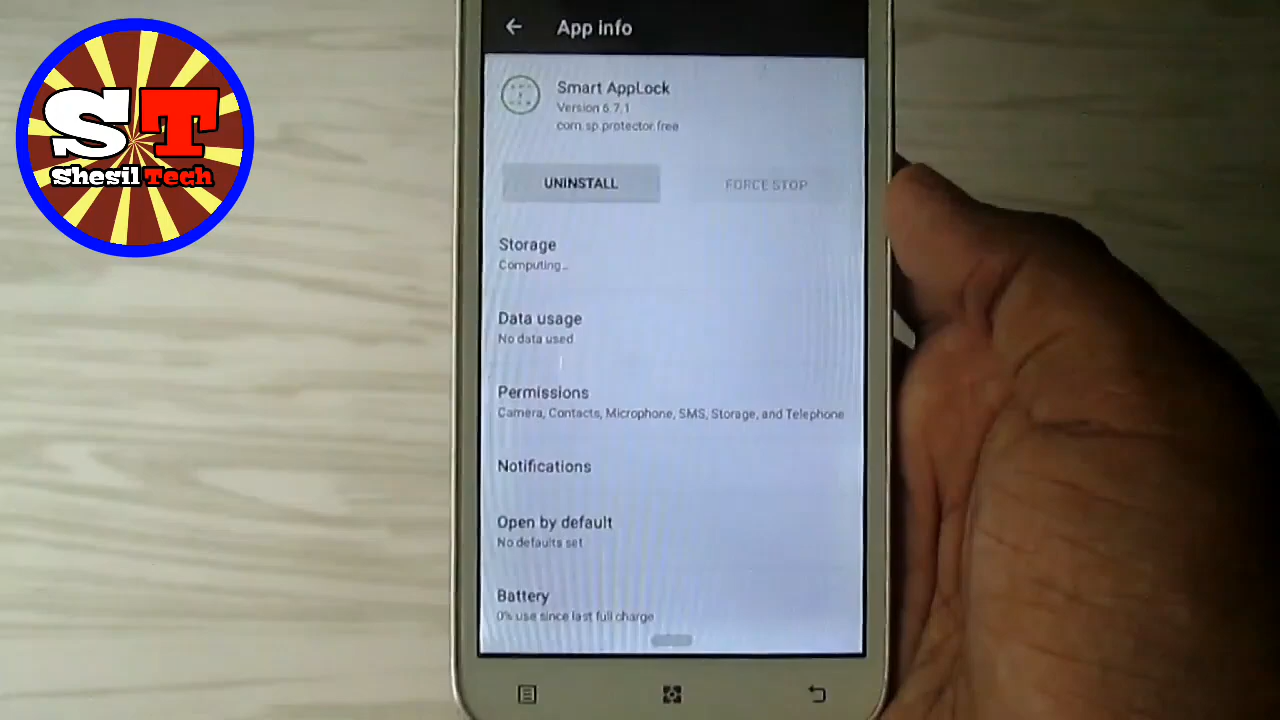 ST
Shesil Tech
App info
Smart AppLock
Version 6.7.1
com.sp.protector.free
UNINSTALL
FORCE STOP
Storage
Computing...
Data usage
No data used
Permissions
Camera, Contacts, Microphone, SMS, Storage, and Telephone
Notifications
Open by default
No defaults set
Battery
0% use since last full charge